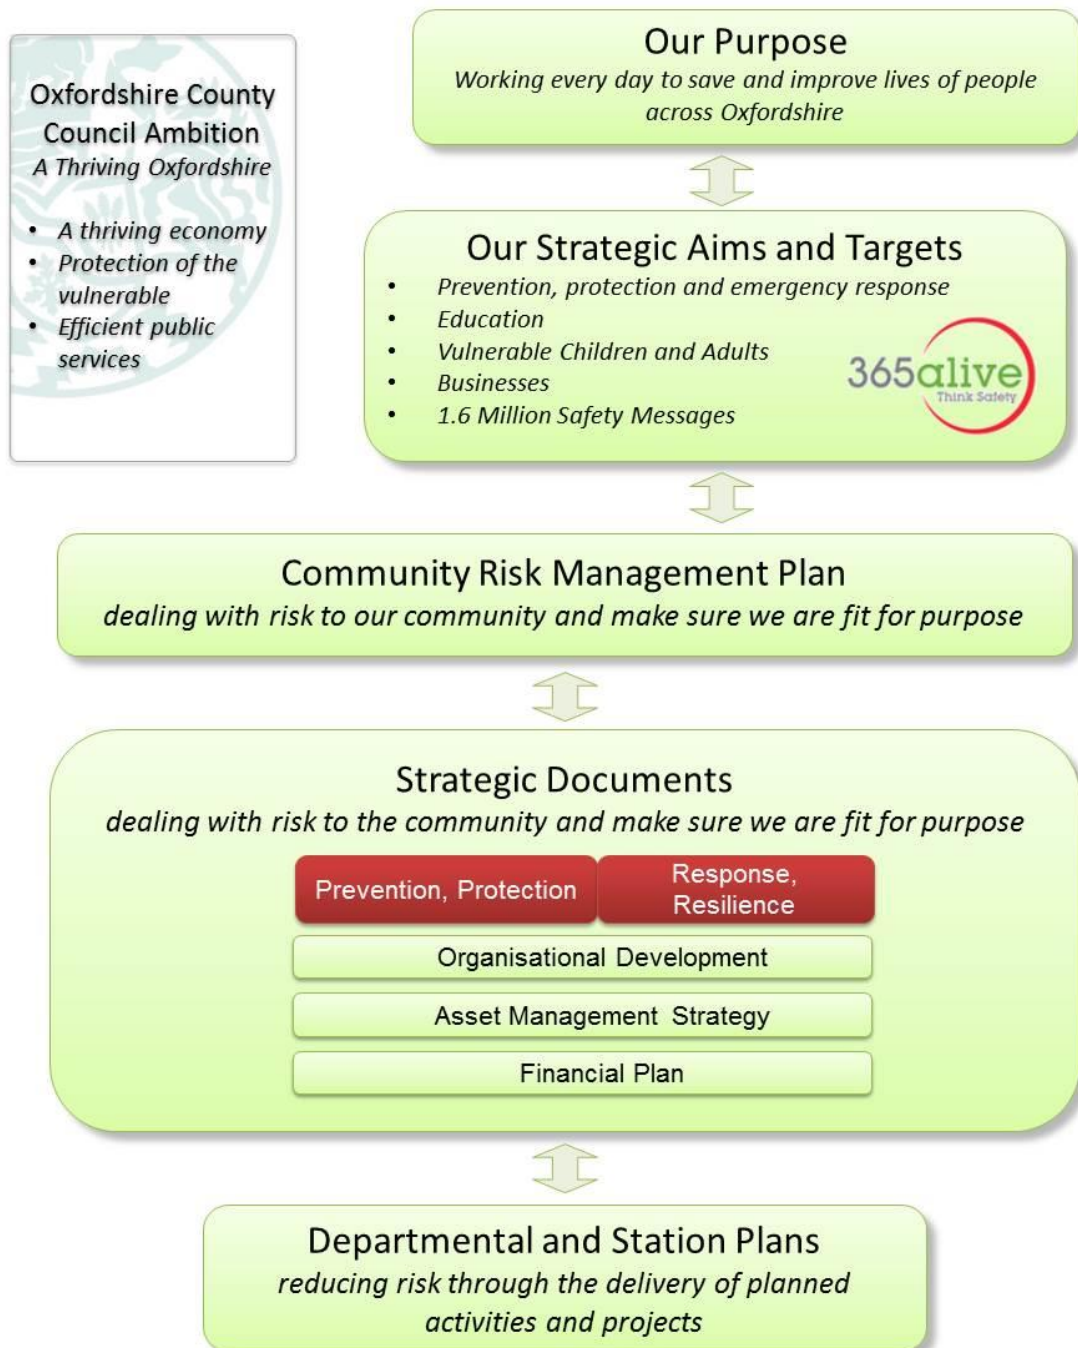 Oxfordshire County
Council Ambition
A Thriving Oxfordshire
• A thriving economy
• Protection of the
vulnerable
• Efficient public
services
Our Purpose
Working every day to save and improve lives of people
across Oxfordshire
Our Strategic Aims and Targets
• Prevention, protection and emergency response
• Education
• Vulnerable Children and Adults
• Businesses
• 1.6 Million Safety Messages
365alive
Think Safety
Community Risk Management Plan
dealing with risk to our community and make sure we are fit for purpose
Strategic Documents
dealing with risk to the community and make sure we are fit for purpose
Prevention, Protection
Response,
Resilience
Organisational Development
Asset Management Strategy
Financial Plan
Departmental and Station Plans
reducing risk through the delivery of planned
activities and projects